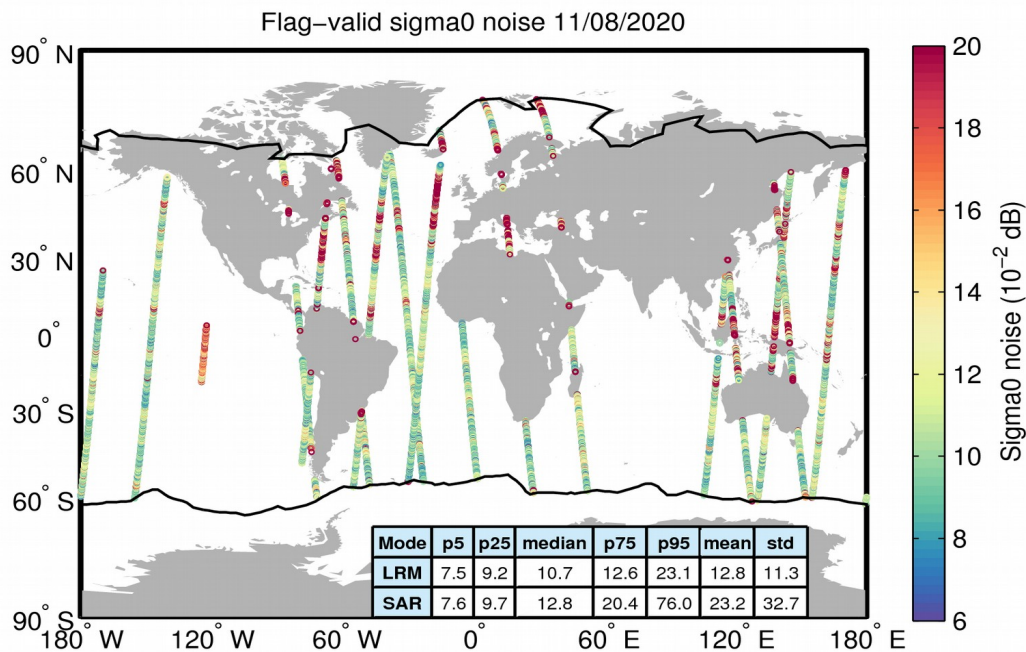 Flag–valid sigma0 noise 11/08/2020
90° N
60° N
30° N
0°
30° S
60° S
90° S
180° W
120° W
60° W
0°
60° E
120° E
180° E
Mode p5 p25 median p75 p95 mean std
LRM 7.5 9.2 10.7 12.6 23.1 12.8 11.3
SAR 7.6 9.7 12.8 20.4 76.0 23.2 32.7
20
18
16
14
12
10
8
6
Sigma0 noise (10⁻² dB)